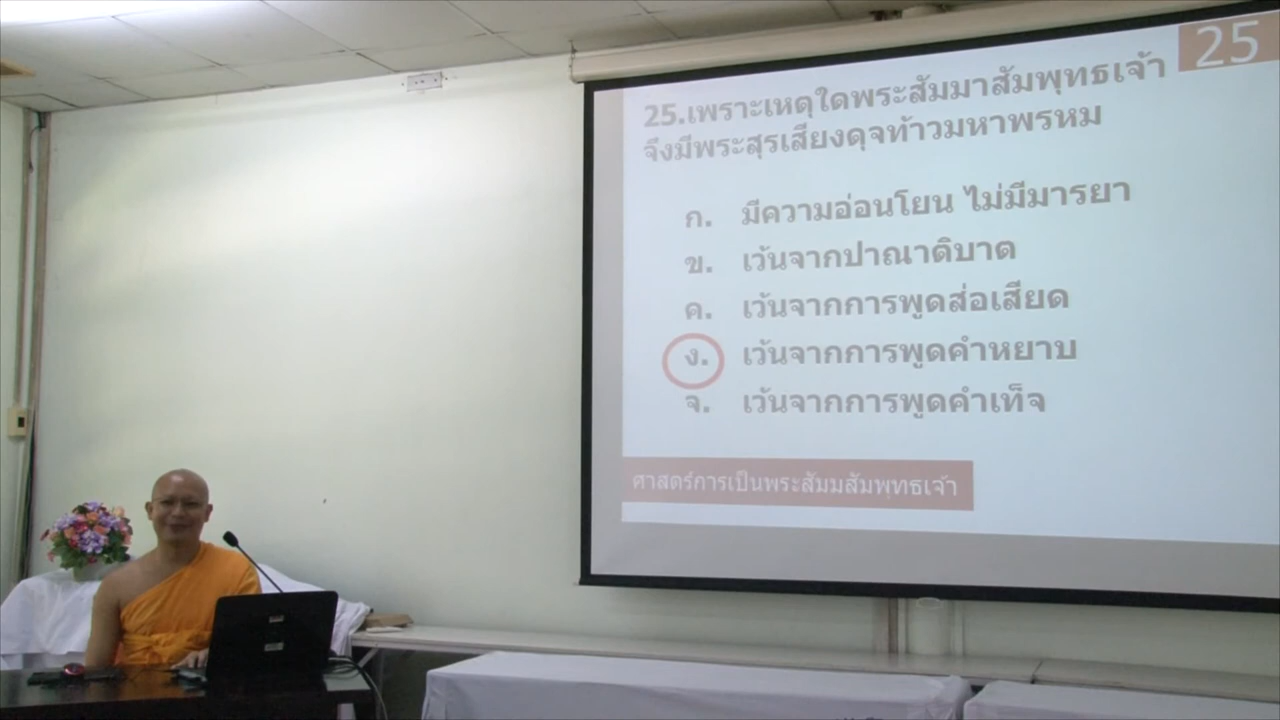 25
25.เพราะเหตุใดพระสัมมาสัมพุทธเจ้า
จึงมีพระสุรเสียงดุจท้าวมหาพรหม
ก. มีความอ่อนโยน ไม่มีมารยา
ข. เว้นจากปาณาติบาต
ค. เว้นจากการพูดส่อเสียด
ง. เว้นจากการพูดคำหยาบ
จ. เว้นจากการพูดคำเท็จ
ศาสตร์การเป็นพระสัมมสัมพุทธเจ้า